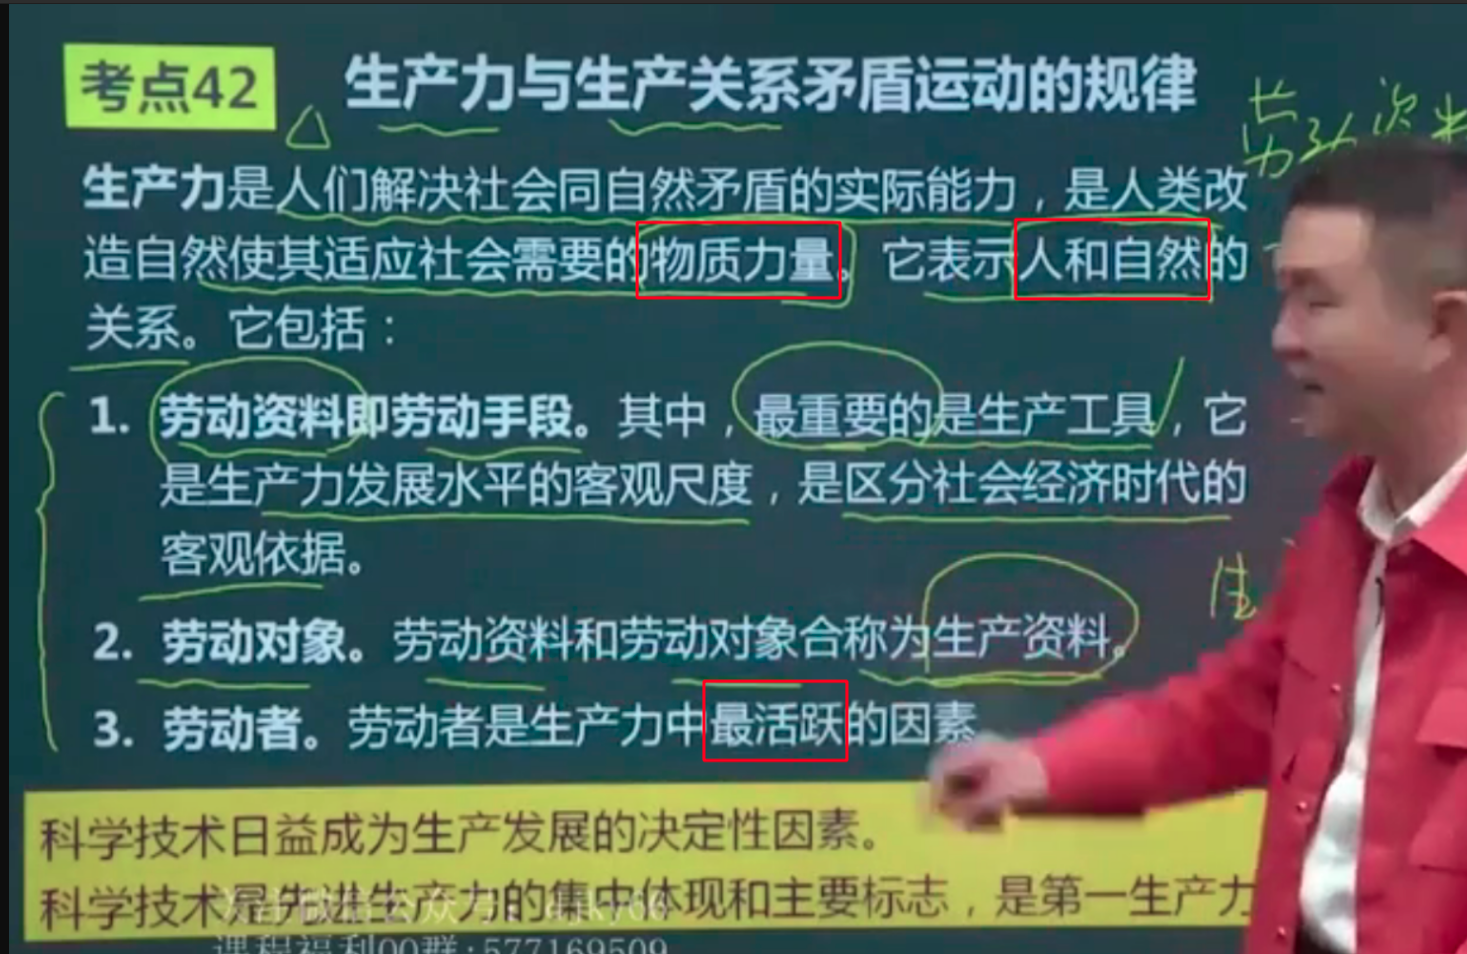 考点42 生产力与生产关系矛盾运动的规律
生产力是人们解决社会同自然矛盾的实际能力，是人类改
造自然使其适应社会需要的物质力量。它表示人和自然的
关系。它包括：
1. 劳动资料即劳动手段。其中，最重要的是生产工具，它
是生产力发展水平的客观尺度，是区分社会经济时代的
客观依据。
2. 劳动对象。劳动资料和劳动对象合称为生产资料。
3. 劳动者。劳动者是生产力中最活跃的因素
科学技术日益成为生产发展的决定性因素。
科学技术是先进生产力的集中体现和主要标志，是第一生产力
课程福利QQ群:577169509
劳动资料